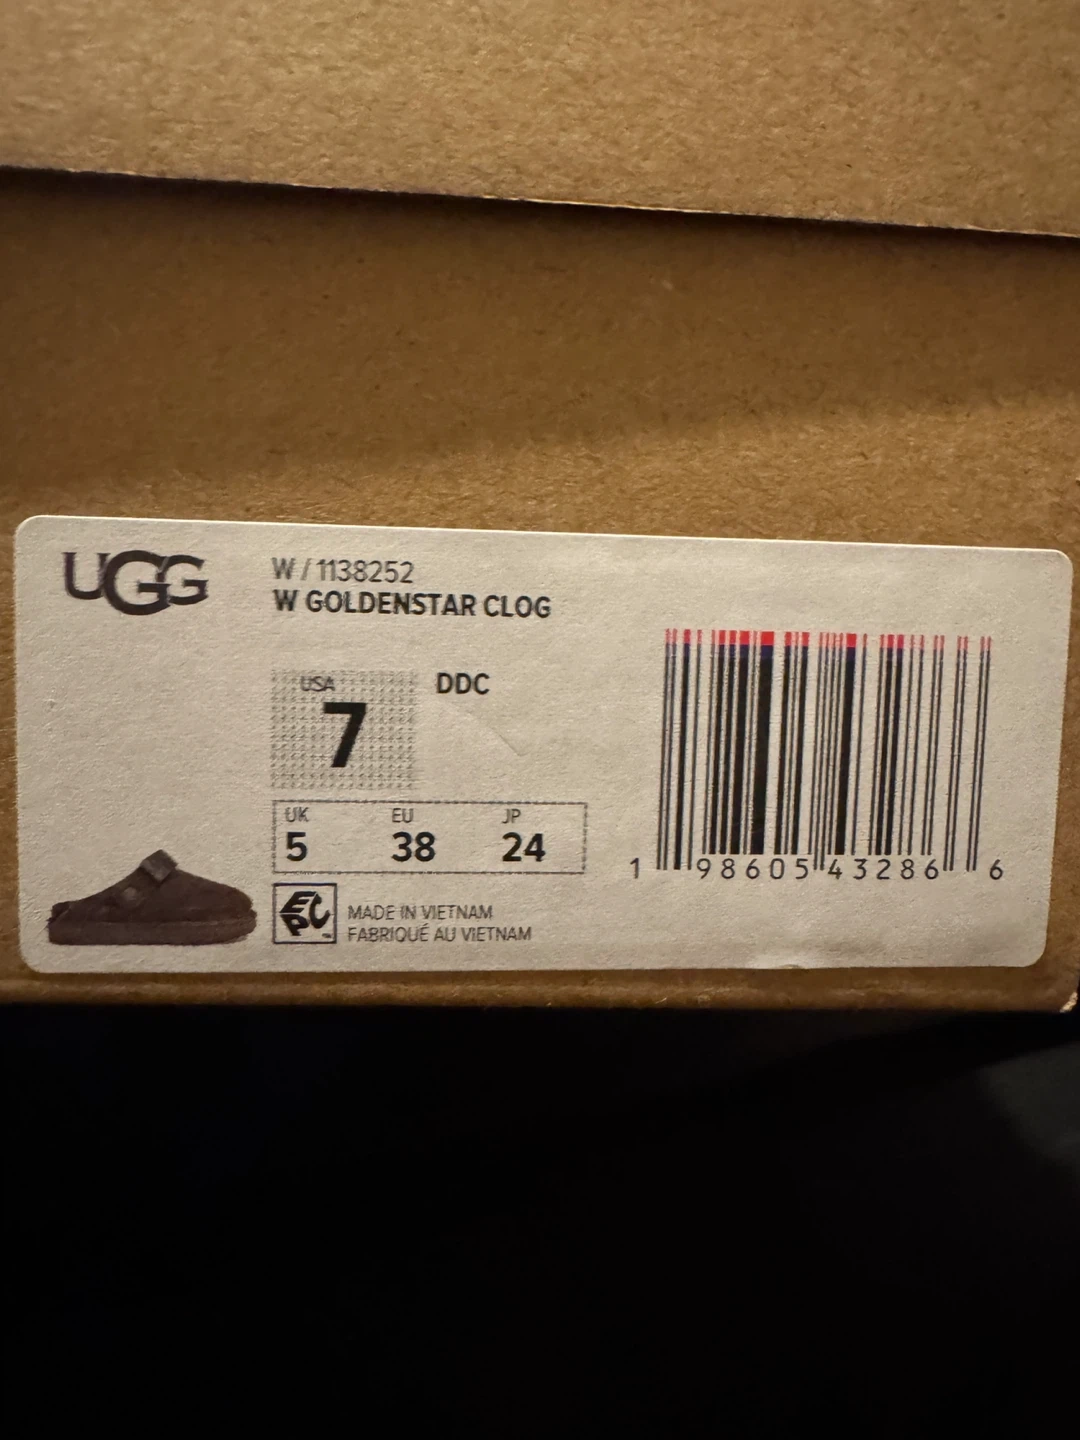 UGG
W / 1138252
W GOLDENSTAR CLOG
USA
7
DDC
UK EU JP
5 38 24
EPC
MADE IN VIETNAM
FABRIQUÉ AU VIETNAM
1 98605 43286 6